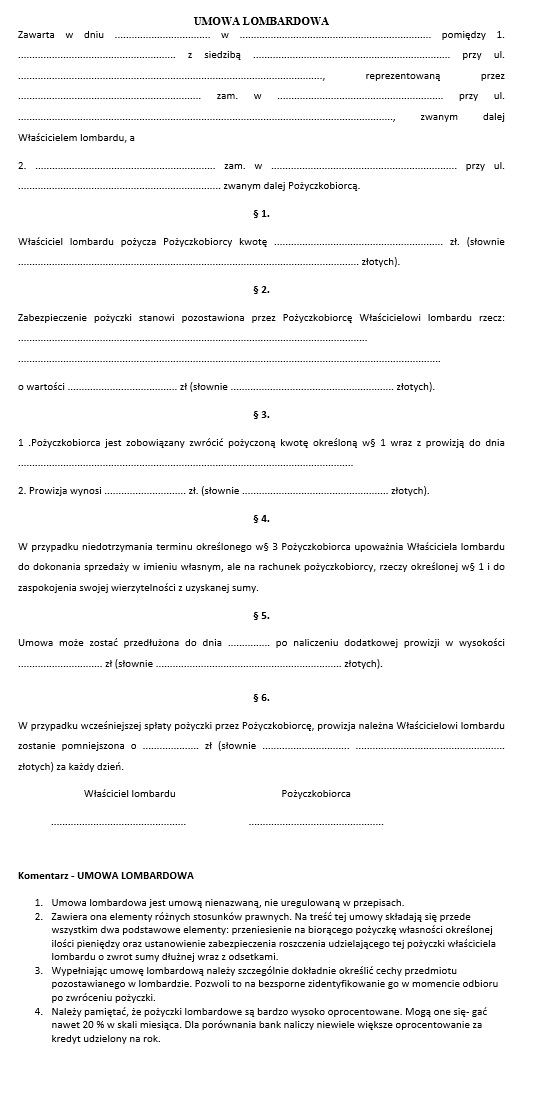 UMOWA LOMBARDOWA
Zawarta w dniu .................................. w .................................................................... pomiędzy 1.
........................................................ z siedzibą ...................................................................... przy ul.
............................................................................................................., reprezentowaną przez
................................................................. zam. w ........................................................... przy ul.
....................................................................................................................................., zwanym dalej
Właścicielem lombardu, a
2. ................................................................ zam. w .................................................................. przy ul.
........................................................................ zwanym dalej Pożyczkobiorcą.
§ 1.
Właściciel lombardu pożycza Pożyczkobiorcy kwotę ............................................................ zł. (słownie
......................................................................................................................... złotych).
§ 2.
Zabezpieczenie pożyczki stanowi pozostawiona przez Pożyczkobiorcę Właścicielowi lombardu rzecz:
............................................................................................................................
......................................................................................................................................................
o wartości ....................................... zł (słownie .......................................................... złotych).
§ 3.
1 .Pożyczkobiorca jest zobowiązany zwrócić pożyczoną kwotę określoną w§ 1 wraz z prowizją do dnia
.......................................................................................................................
2. Prowizja wynosi ............................. zł. (słownie .................................................... złotych).
§ 4.
W przypadku niedotrzymania terminu określonego w§ 3 Pożyczkobiorca upoważnia Właściciela lombardu
do dokonania sprzedaży w imieniu własnym, ale na rachunek pożyczkobiorcy, rzeczy określonej w§ 1 i do
zaspokojenia swojej wierzytelności z uzyskanej sumy.
§ 5.
Umowa może zostać przedłużona do dnia ............... po naliczeniu dodatkowej prowizji w wysokości
.............................. zł (słownie .................................................................. złotych).
§ 6.
W przypadku wcześniejszej spłaty pożyczki przez Pożyczkobiorcę, prowizja należna Właścicielowi lombardu
zostanie pomniejszona o .................... zł (słownie ............................... .....................................................
złotych) za każdy dzień.
Właściciel lombardu Pożyczkobiorca
................................................ ................................................
Komentarz - UMOWA LOMBARDOWA
1. Umowa lombardowa jest umową nienazwaną, nie uregulowaną w przepisach.
2. Zawiera ona elementy różnych stosunków prawnych. Na treść tej umowy składają się przede
wszystkim dwa podstawowe elementy: przeniesienie na biorącego pożyczkę własności określonej
ilości pieniędzy oraz ustanowienie zabezpieczenia roszczenia udzielającego tej pożyczki właściciela
lombardu o zwrot sumy dłużnej wraz z odsetkami.
3. Wypełniając umowę lombardową należy szczególnie dokładnie określić cechy przedmiotu
pozostawianego w lombardzie. Pozwoli to na bezsporne zidentyfikowanie go w momencie odbioru
po zwróceniu pożyczki.
4. Należy pamiętać, że pożyczki lombardowe są bardzo wysoko oprocentowane. Mogą one się- gać
nawet 20 % w skali miesiąca. Dla porównania bank naliczy niewiele większe oprocentowanie za
kredyt udzielony na rok.